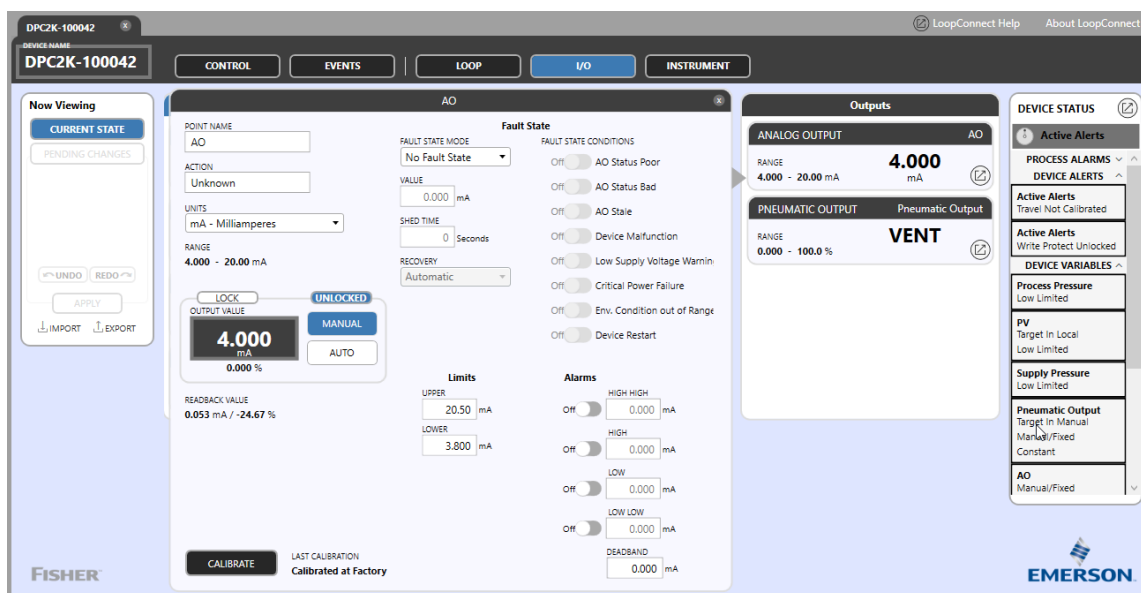 DPC2K-100042
LoopConnect Help
About LoopConnect
DEVICE NAME
DPC2K-100042
CONTROL
EVENTS
LOOP
I/O
INSTRUMENT
Now Viewing
CURRENT STATE
PENDING CHANGES
UNDO
REDO
APPLY
IMPORT
EXPORT
AO
POINT NAME
AO
ACTION
Unknown
UNITS
mA - Milliamperes
RANGE
4.000 - 20.00 mA
LOCK
UNLOCKED
OUTPUT VALUE
4.000
mA
0.000 %
MANUAL
AUTO
READBACK VALUE
0.053 mA / -24.67 %
Fault State
FAULT STATE MODE
No Fault State
VALUE
0.000 mA
SHED TIME
0 Seconds
RECOVERY
Automatic
FAULT STATE CONDITIONS
Off AO Status Poor
Off AO Status Bad
Off AO Stale
Off Device Malfunction
Off Low Supply Voltage Warnin
Off Critical Power Failure
Off Env. Condition out of Range
Off Device Restart
Limits
UPPER
20.50 mA
LOWER
3.800 mA
Alarms
HIGH HIGH
Off 0.000 mA
HIGH
Off 0.000 mA
LOW
Off 0.000 mA
LOW LOW
Off 0.000 mA
DEADBAND
0.000 mA
CALIBRATE
LAST CALIBRATION
Calibrated at Factory
Outputs
ANALOG OUTPUT AO
RANGE
4.000 - 20.00 mA
4.000
mA
PNEUMATIC OUTPUT Pneumatic Output
RANGE
0.000 - 100.0 %
VENT
DEVICE STATUS
Active Alerts
PROCESS ALARMS
DEVICE ALERTS
Active Alerts
Travel Not Calibrated
Active Alerts
Write Protect Unlocked
DEVICE VARIABLES
Process Pressure
Low Limited
PV
Target In Local
Low Limited
Supply Pressure
Low Limited
Pneumatic Output
Target In Manual
Manual/Fixed
Constant
AO
Manual/Fixed
FISHER
EMERSON